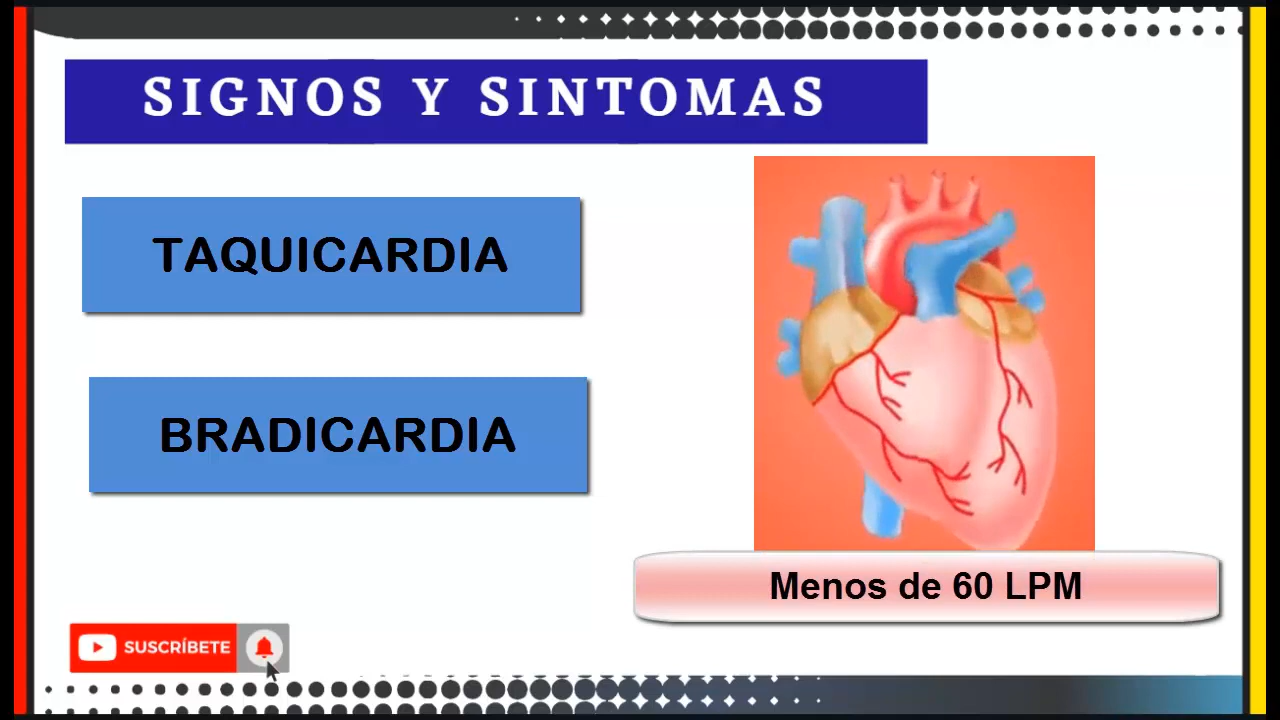 SIGNOS Y SINTOMAS
TAQUICARDIA
BRADICARDIA
Menos de 60 LPM
SUSCRÍBETE